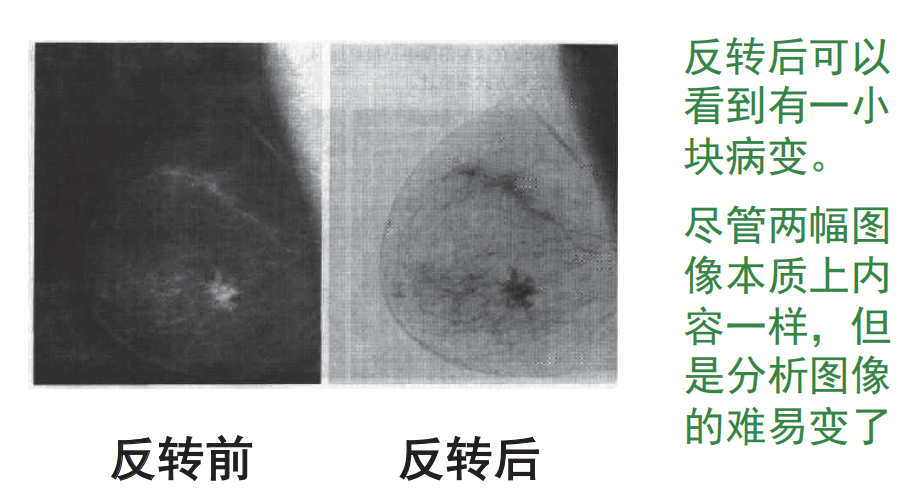 反转后可以
看到有一小
块病变。
尽管两幅图
像本质上内
容一样，但
是分析图像
的难易变了
反转前
反转后